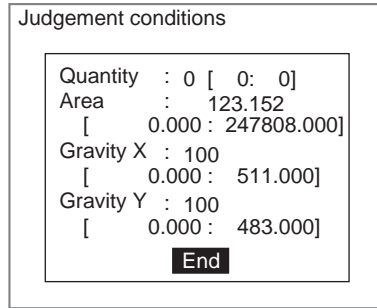 Judgement conditions
Quantity : 0 [ 0: 0]
Area : 123.152
[ 0.000 : 247808.000]
Gravity X : 100
[ 0.000 : 511.000]
Gravity Y : 100
[ 0.000 : 483.000]
End